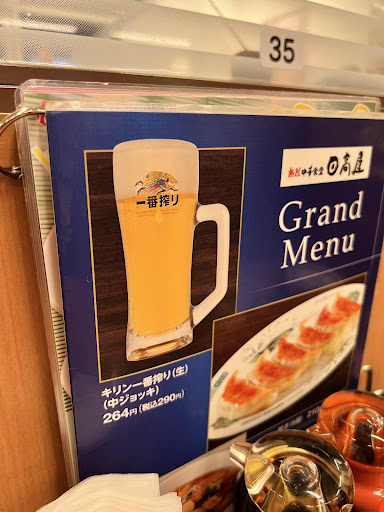 35
熱烈中華食堂 日高屋
Grand
Menu
一番搾り
キリン一番搾り(生)
(中ジョッキ)
264円(税込290円)